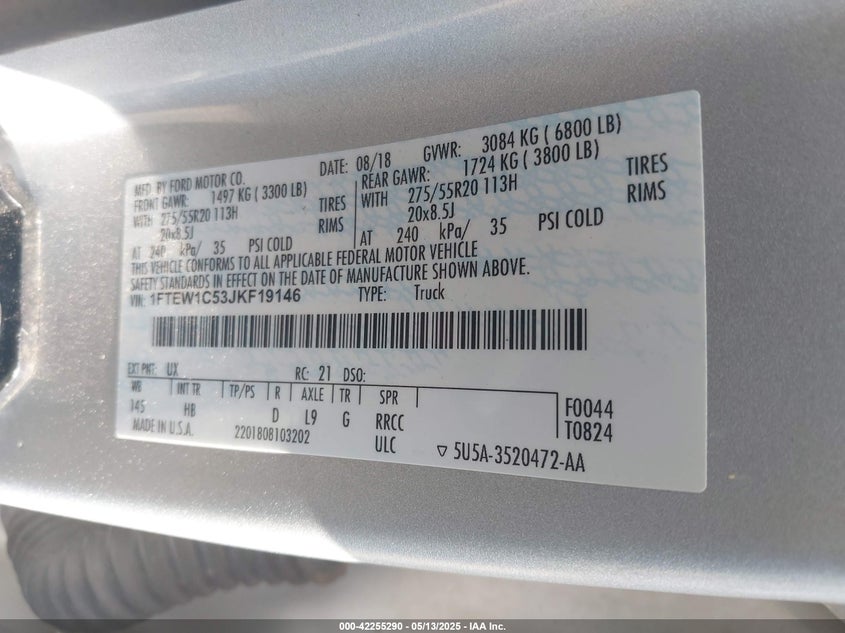 MFD. BY FORD MOTOR CO.
DATE: 08/18 GVWR: 3084 KG ( 6800 LB)
FRONT GAWR: 1497 KG ( 3300 LB) REAR GAWR: 1724 KG ( 3800 LB)
WITH 275/55R20 113H TIRES WITH 275/55R20 113H TIRES
20x8.5J RIMS 20x8.5J RIMS
AT 240 kPa/ 35 PSI COLD AT 240 kPa/ 35 PSI COLD
THIS VEHICLE CONFORMS TO ALL APPLICABLE FEDERAL MOTOR VEHICLE
SAFETY STANDARDS IN EFFECT ON THE DATE OF MANUFACTURE SHOWN ABOVE.
VIN: 1FTEW1C53JKF19146 TYPE: Truck
EXT PNT: UX RC: 21 DSO:
WB INT TR TP/PS R AXLE TR SPR
145 HB D L9 G RRCC
ULC
F0044
T0824
MADE IN U.S.A. 2201808103202
5U5A-3520472-AA
000-42255290 - 05/13/2025 - IAA Inc.